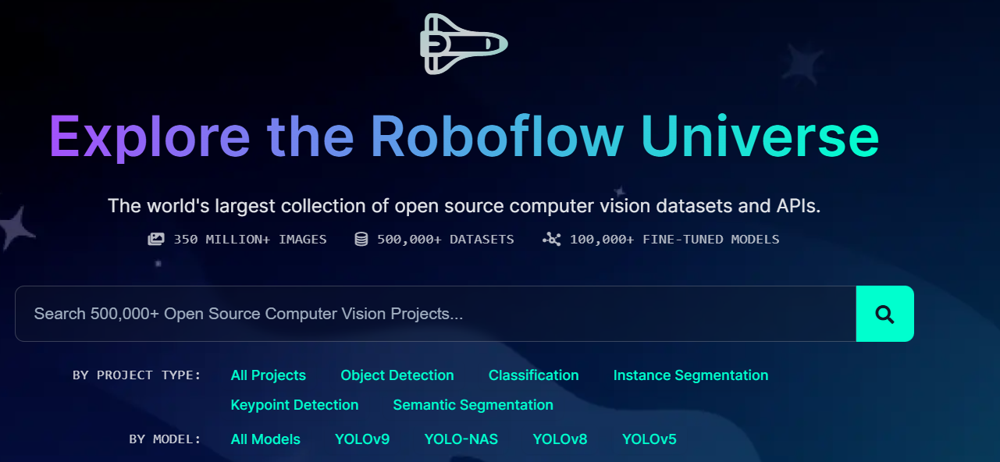 Explore the Roboflow Universe
The world's largest collection of open source computer vision datasets and APIs.
350 MILLION+ IMAGES 500,000+ DATASETS 100,000+ FINE-TUNED MODELS
Search 500,000+ Open Source Computer Vision Projects...
BY PROJECT TYPE: All Projects Object Detection Classification Instance Segmentation
Keypoint Detection Semantic Segmentation
BY MODEL: All Models YOLOv9 YOLO-NAS YOLOv8 YOLOv5